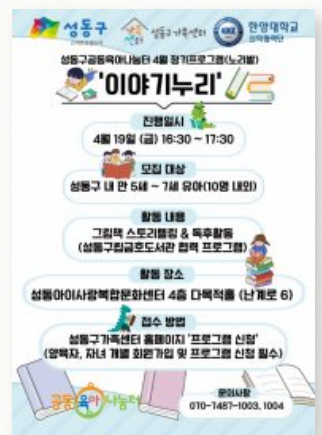 성동구
성동구가족센터
한양대학교
산학협력단
성동구공동육아나눔터 4월 정기프로그램(노리별)
'이야기누리'
진행일시
4월 19일 (금) 16:30 ~ 17:30
모집 대상
성동구 내 만 5세 ~ 7세 유아(10명 내외)
활동 내용
그림책 스토리텔링 & 독후활동
(성동구립금호도서관 협력 프로그램)
활동 장소
성동아이사랑복합문화센터 4층 다목적홀 (난계로 6)
접수 방법
성동구가족센터 홈페이지 '프로그램 신청'
(양육자, 자녀 개별 회원가입 및 프로그램 신청 필수)
공동육아나눔터
문의사항
070-7487-1003, 1004